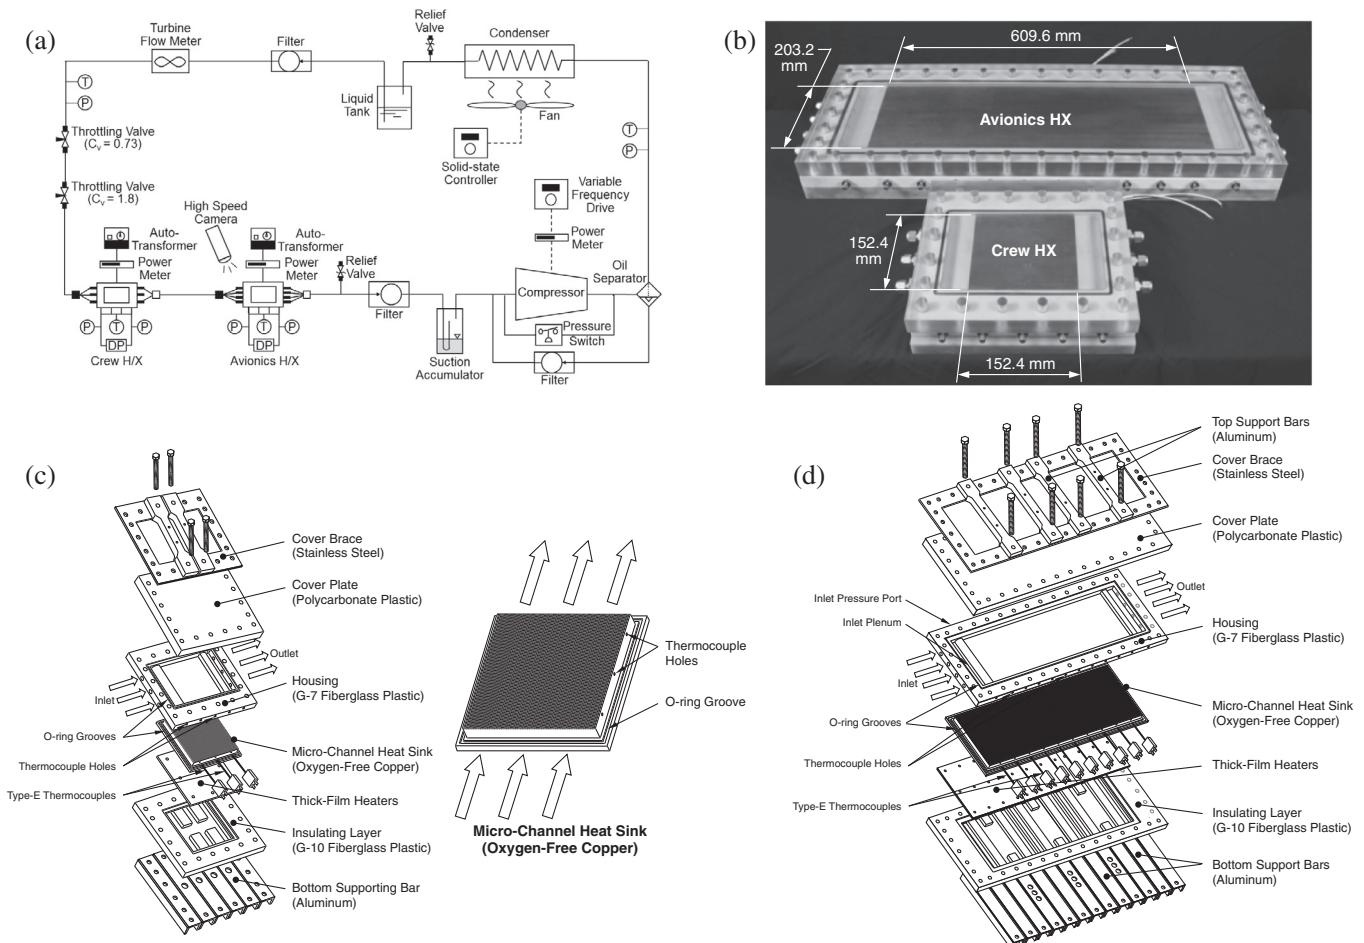 (a)
Turbine
Flow Meter
Filter
Relief
Valve
Condenser
Liquid
Tank
Fan
T
P
Throttling Valve
(Cv = 0.73)
Throttling Valve
(Cv = 1.8)
Solid-state
Controller
T
P
High Speed
Camera
Variable
Frequency
Drive
Auto-
Transformer
Power
Meter
Auto-
Transformer
Power
Meter
Relief
Valve
Power
Meter
Oil
Separator
Compressor
Filter
Pressure
Switch
P
T
P
DP
Crew H/X
P
T
P
DP
Avionics H/X
Suction
Accumulator
Filter
(b)
609.6 mm
203.2
mm
Avionics HX
152.4
mm
Crew HX
152.4 mm
(c)
Cover Brace
(Stainless Steel)
Cover Plate
(Polycarbonate Plastic)
Outlet
Housing
(G-7 Fiberglass Plastic)
Inlet
O-ring Grooves
Micro-Channel Heat Sink
(Oxygen-Free Copper)
Thermocouple Holes
Type-E Thermocouples
Thick-Film Heaters
Insulating Layer
(G-10 Fiberglass Plastic)
Bottom Supporting Bar
(Aluminum)
Thermocouple
Holes
O-ring Groove
Micro-Channel Heat Sink
(Oxygen-Free Copper)
(d)
Top Support Bars
(Aluminum)
Cover Brace
(Stainless Steel)
Cover Plate
(Polycarbonate Plastic)
Outlet
Inlet Pressure Port
Inlet Plenum
Housing
(G-7 Fiberglass Plastic)
Inlet
Micro-Channel Heat Sink
(Oxygen-Free Copper)
O-ring Grooves
Thermocouple Holes
Thick-Film Heaters
Type-E Thermocouples
Insulating Layer
(G-10 Fiberglass Plastic)
Bottom Support Bars
(Aluminum)